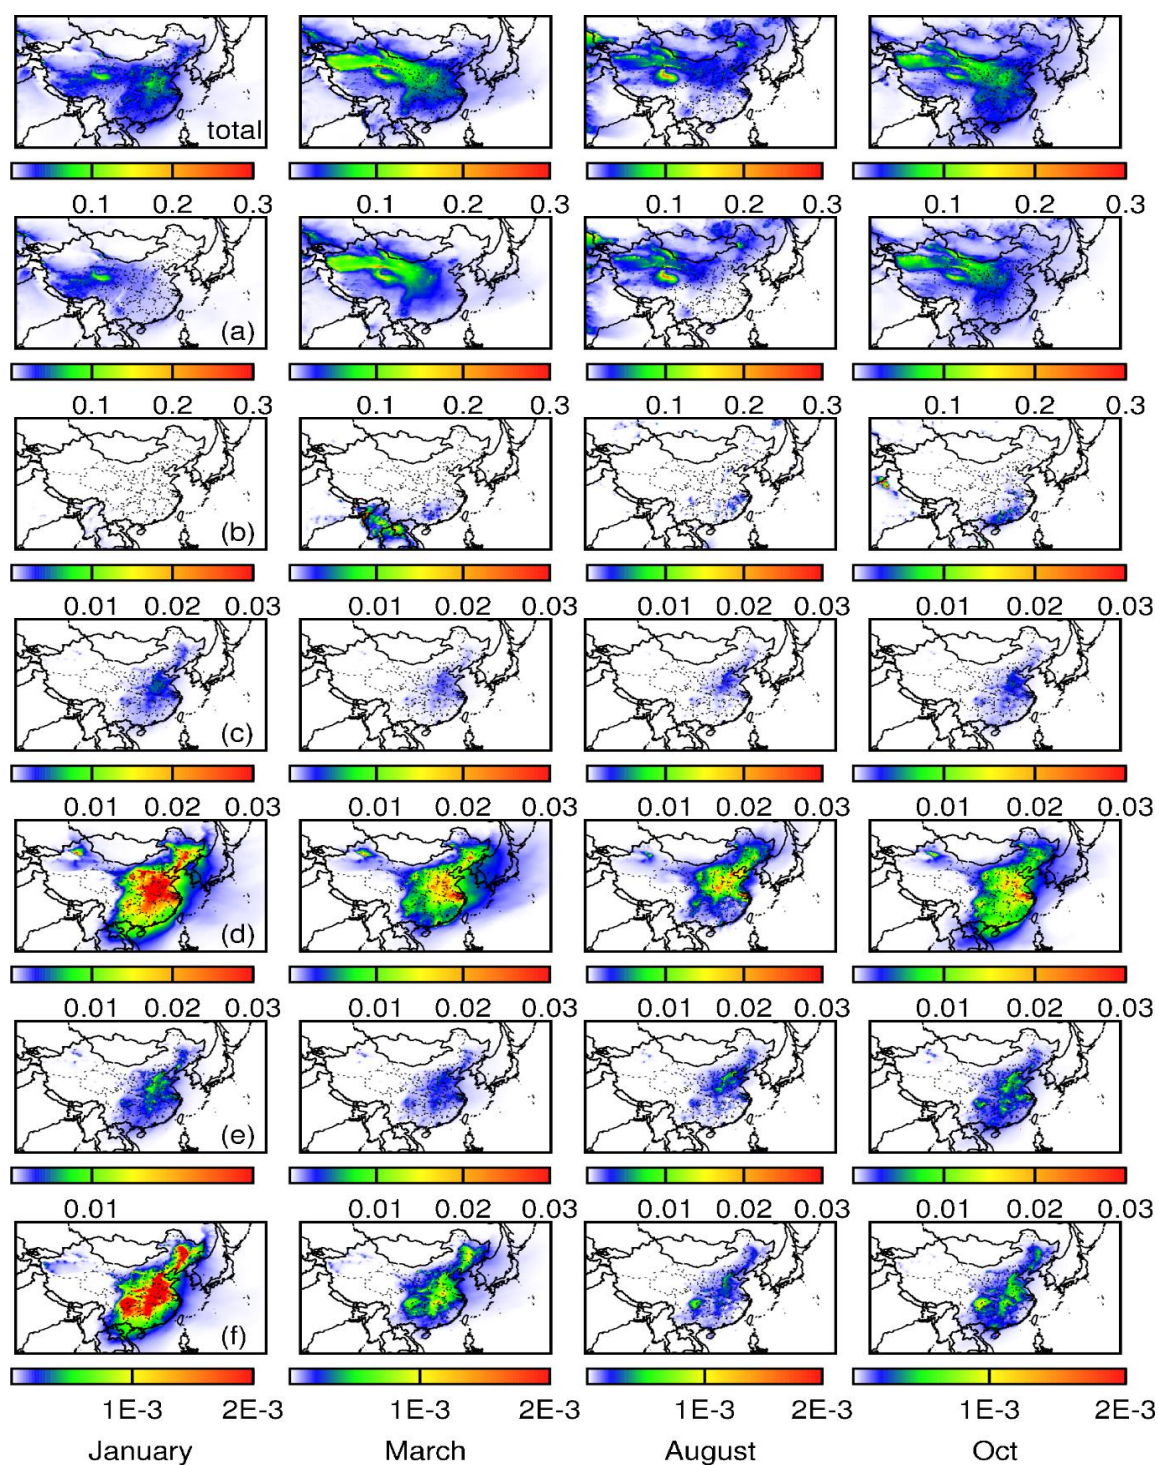 total
0.1 0.2 0.3 0.1 0.2 0.3 0.1 0.2 0.3 0.1 0.2 0.3
(a)
0.1 0.2 0.3 0.1 0.2 0.3 0.1 0.2 0.3 0.1 0.2 0.3
(b)
0.01 0.02 0.03 0.01 0.02 0.03 0.01 0.02 0.03 0.01 0.02 0.03
(c)
0.01 0.02 0.03 0.01 0.02 0.03 0.01 0.02 0.03 0.01 0.02 0.03
(d)
0.01 0.02 0.03 0.01 0.02 0.03 0.01 0.02 0.03 0.01 0.02 0.03
(e)
0.01 0.01 0.02 0.03 0.01 0.02 0.03 0.01 0.02 0.03
(f)
1E-3 2E-3 1E-3 2E-3 1E-3 2E-3 1E-3 2E-3
January March August Oct